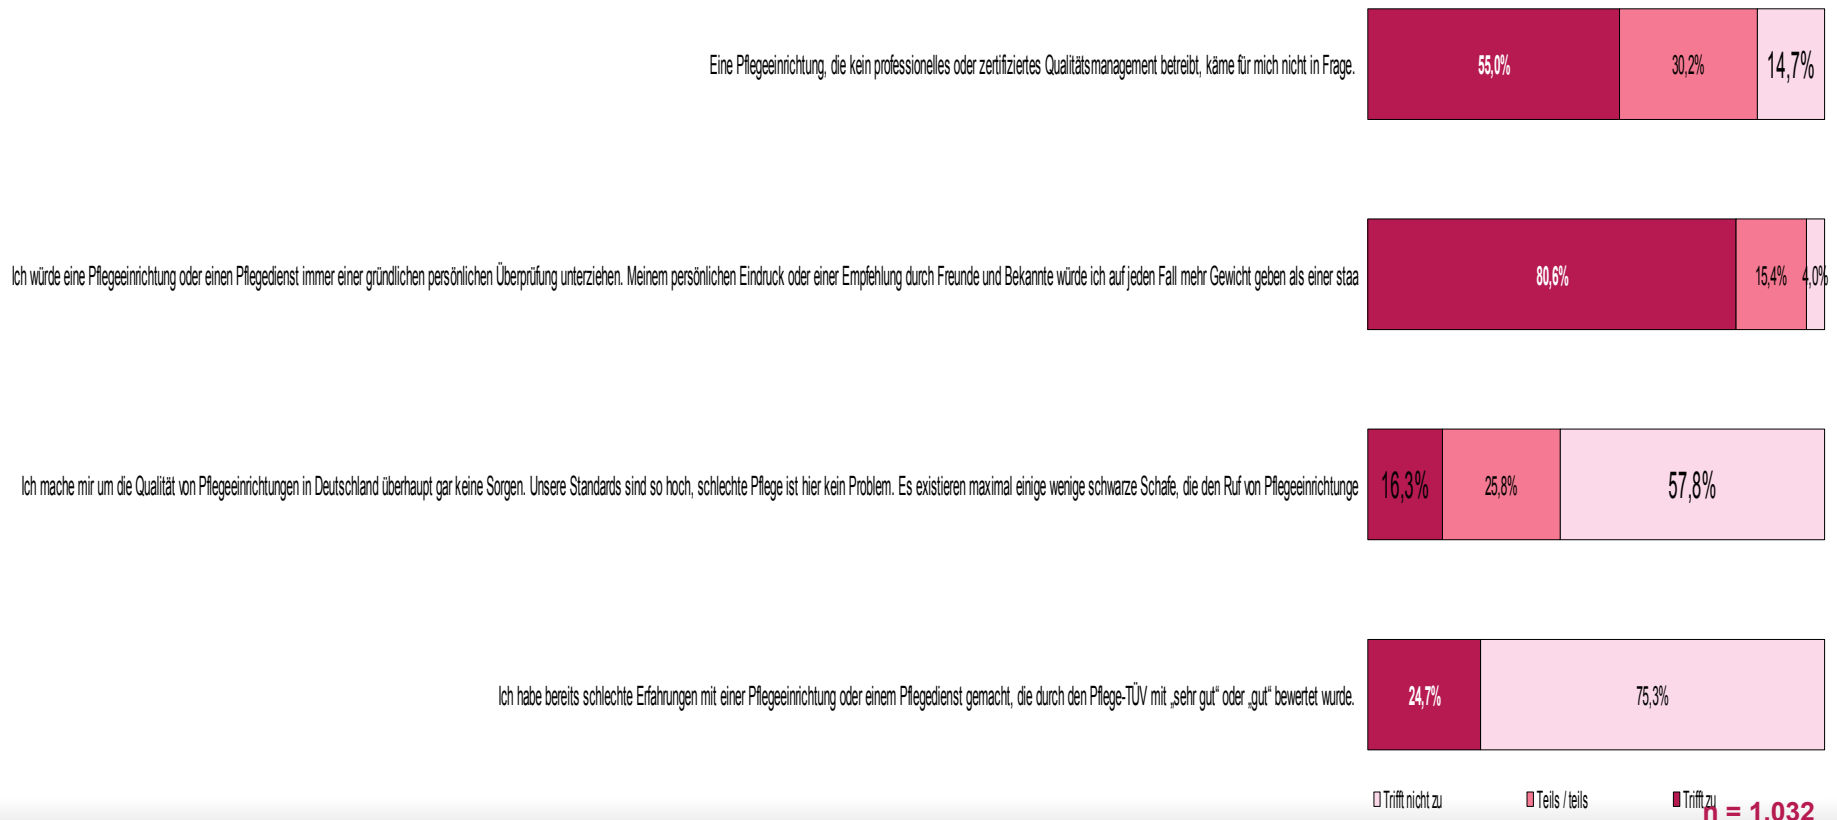 Eine Pflegeeinrichtung, die kein professionelles oder zertifiziertes Qualitätsmanagement betreibt, käme für mich nicht in Frage.
55,0%
30,2%
14,7%
Ich würde eine Pflegeeinrichtung oder einen Pflegedienst immer einer gründlichen persönlichen Überprüfung unterziehen. Meinem persönlichen Eindruck oder einer Empfehlung durch Freunde und Bekannte würde ich auf jeden Fall mehr Gewicht geben als einer staa
80,6%
15,4%
4,0%
Ich mache mir um die Qualität von Pflegeeinrichtungen in Deutschland überhaupt gar keine Sorgen. Unsere Standards sind so hoch, schlechte Pflege ist hier kein Problem. Es existieren maximal einige wenige schwarze Schafe, die den Ruf von Pflegeeinrichtunge
16,3%
25,8%
57,8%
Ich habe bereits schlechte Erfahrungen mit einer Pflegeeinrichtung oder einem Pflegedienst gemacht, die durch den Pflege-TÜV mit „sehr gut“ oder „gut“ bewertet wurde.
24,7%
75,3%
Trifft nicht zu
Teils / teils
Trifft zu
n = 1.032